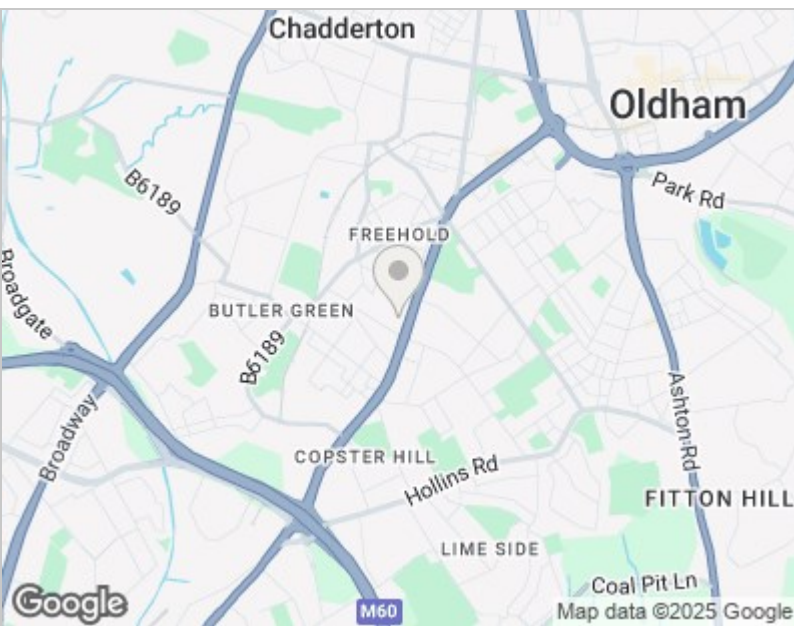 Chadderton
Oldham
B6189
Park Rd
FREEHOLD
Broadgate
BUTLER GREEN
B6189
Ashton Rd
Broadway
COPSTER HILL
Hollins Rd
FITTON HILL
LIME SIDE
Coal Pit Ln
Google
M60
Map data ©2025 Google